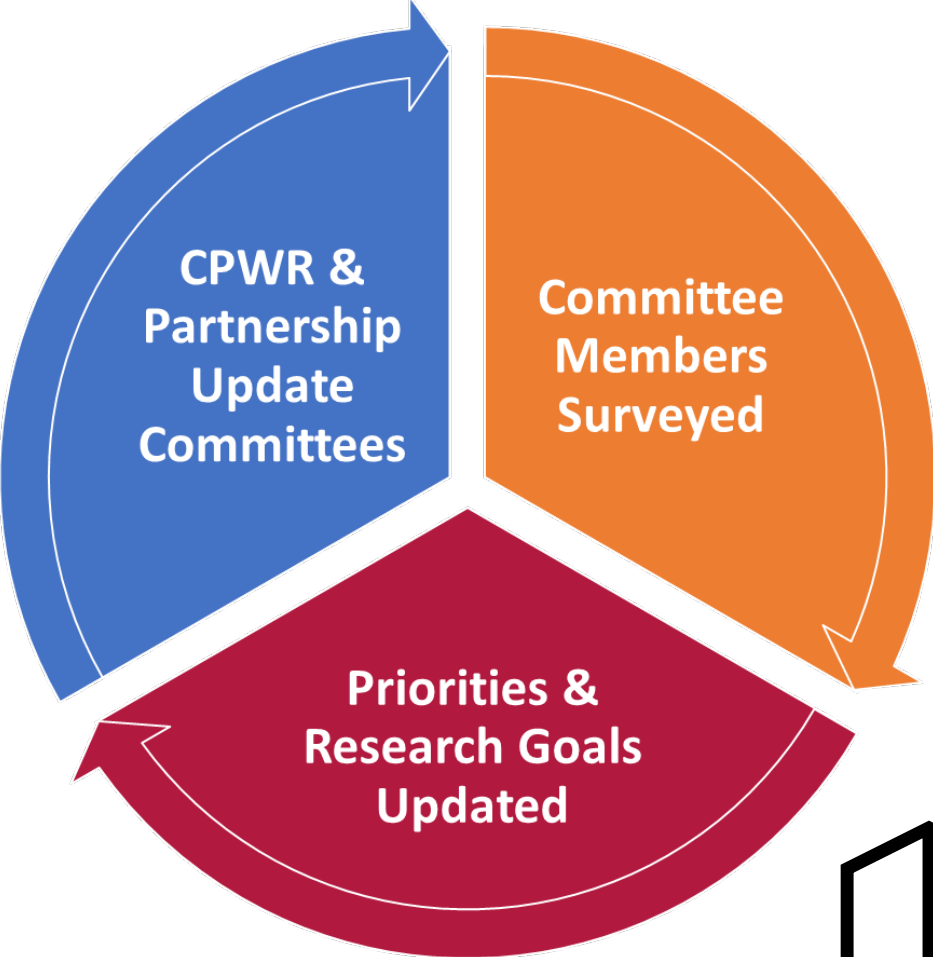 CPWR &
Partnership
Update
Committees
Committee
Members
Surveyed
Priorities &
Research Goals
Updated